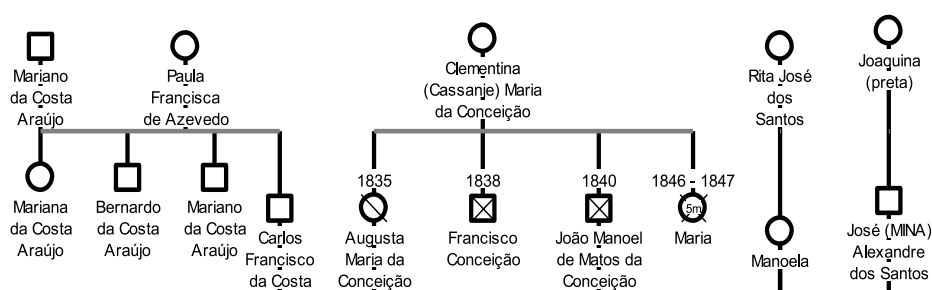 Mariano
da Costa
Araújo
Paula
Francisca
de Azevedo
Clementina
(Cassanje) Maria
da Conceição
Rita José
dos
Santos
Joaquina
(preta)
Mariana
da Costa
Araújo
Bernardo
da Costa
Araújo
Mariano
da Costa
Araújo
Carlos
Francisco
da Costa
1835
Augusta
Maria da
Conceição
1838
Francisco
Conceição
1840
João Manoel
de Matos da
Conceição
1846 - 1847
5m
Maria
Manoela
José (MINA)
Alexandre
dos Santos